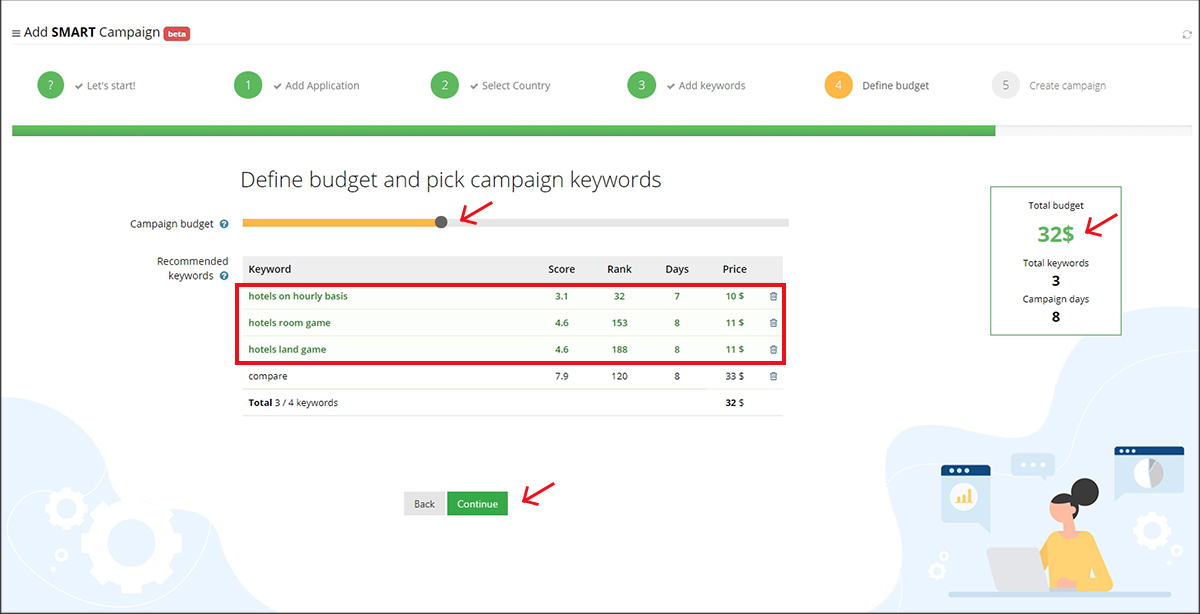 Add SMART Campaign beta
? Let's start!
1 Add Application
2 Select Country
3 Add keywords
4 Define budget
5 Create campaign
Define budget and pick campaign keywords
Campaign budget ?
Recommended
keywords ?
Keyword Score Rank Days Price
hotels on hourly basis 3.1 32 7 10 $
hotels room game 4.6 153 8 11 $
hotels land game 4.6 188 8 11 $
compare 7.9 120 8 33 $
Total 3 / 4 keywords 32 $
Total budget
32$
Total keywords
3
Campaign days
8
Back Continue